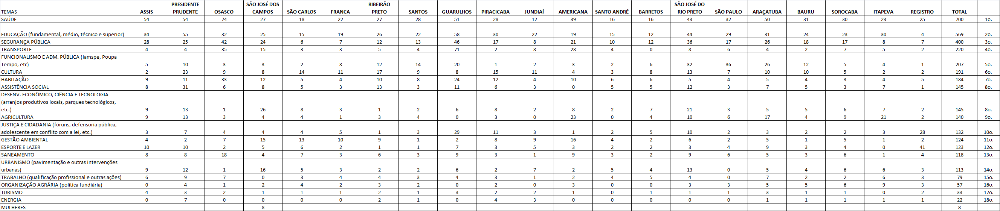 TEMAS ASSIS PRESIDENTE PRUDENTE OSASCO SÃO JOSÉ DOS CAMPOS SÃO CARLOS FRANCA RIBEIRÃO PRETO SANTOS GUARULHOS PIRACICABA JUNDIAÍ AMERICANA SANTO ANDRÉ BARRETOS SÃO JOSÉ DO RIO PRETO SÃO PAULO ARAÇATUBA BAURU SOROCABA ITAPEVA REGISTRO TOTAL
SAÚDE 54 54 74 27 18 22 27 28 51 28 12 39 16 16 43 32 50 31 30 23 25 700 1o.
EDUCAÇÃO (fundamental, médio, técnico e superior) 34 55 32 25 15 19 26 22 58 30 22 19 15 12 44 29 31 24 23 30 4 569 2o.
SEGURANÇA PÚBLICA 28 25 42 24 6 7 12 13 46 17 8 21 10 12 36 17 26 18 17 8 7 400 3o.
TRANSPORTE 4 4 35 15 3 3 5 4 71 2 8 28 4 0 8 6 4 2 7 5 2 220 4o.
FUNCIONALISMO E ADM. PÚBLICA (Iamspe, Poupa
Tempo, etc) 5 10 3 3 2 8 12 14 20 1 2 3 2 6 32 36 26 12 5 4 1 207 5o.
CULTURA 2 23 9 8 14 11 17 9 8 15 11 4 3 8 13 7 10 10 5 2 2 191 6o.
HABITAÇÃO 9 11 33 12 5 4 10 8 24 12 4 10 6 6 5 4 5 4 3 4 5 184 7o.
ASSISTÊNCIA SOCIAL 8 31 6 8 5 3 13 3 11 6 3 0 5 5 12 3 7 5 3 7 1 145 8o.
DESENV. ECONÔMICO, CIÊNCIA E TECNOLOGIA
(arranjos produtivos locais, parques tecnológicos,
etc.) 9 13 1 26 8 3 1 2 6 8 2 8 2 7 21 3 5 5 6 7 2 145 8o.
AGRICULTURA 9 13 3 4 4 1 3 4 0 3 0 23 0 4 10 6 17 4 9 21 2 140 9o.
JUSTIÇA E CIDADANIA (fóruns, defensoria pública,
adolescente em conflito com a lei, etc.) 3 7 4 4 4 5 1 3 29 11 3 1 2 5 10 2 3 2 2 3 28 132 10o.
GESTÃO AMBIENTAL 4 2 7 15 13 10 9 1 2 8 9 16 4 2 6 2 5 1 5 1 2 124 11o.
ESPORTE E LAZER 10 10 2 5 6 2 1 1 7 3 5 3 2 2 3 4 9 3 4 0 41 123 12o.
SANEAMENTO 8 8 18 4 7 3 6 3 9 3 1 9 3 2 9 6 5 3 6 1 4 118 13o.
URBANISMO (pavimentação e outras intervenções
urbanas) 9 12 1 16 5 3 2 2 6 2 7 2 5 4 13 0 5 4 6 6 3 113 14o.
TRABALHO (qualificação profissional e outras ações) 6 9 7 0 3 4 4 3 4 3 1 2 4 5 4 0 7 2 2 6 3 79 15o.
ORGANIZAÇÃO AGRÁRIA (política fundiária) 0 4 1 2 4 2 3 2 0 2 0 3 0 0 3 3 5 5 6 9 3 57 16o.
TURISMO 4 3 2 1 1 1 2 1 3 2 2 1 0 1 1 1 3 1 1 0 2 33 17o.
ENERGIA 0 7 0 0 0 0 2 1 0 4 3 0 0 0 0 0 1 1 1 1 1 22 18o.
MULHERES 8 8